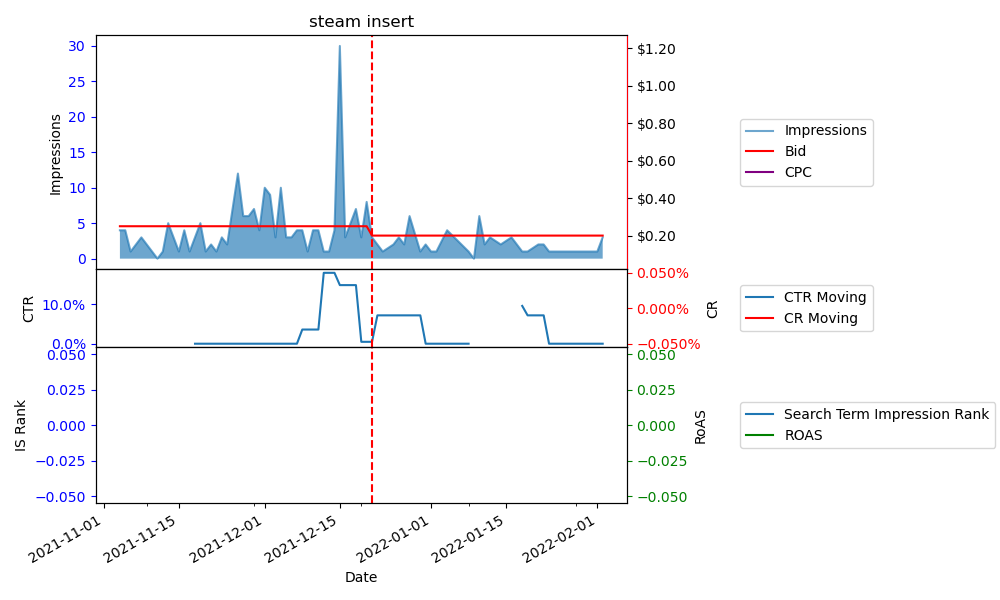 steam insert
Impressions
30
25
20
15
10
5
0
$1.20
$1.00
$0.80
$0.60
$0.40
$0.20
Impressions
Bid
CPC
CTR
10.0%
0.0%
0.050%
0.000%
−0.050%
CR
CTR Moving
CR Moving
IS Rank
0.050
0.025
0.000
−0.025
−0.050
0.050
0.025
0.000
−0.025
−0.050
RoAS
Search Term Impression Rank
ROAS
2021-11-01
2021-11-15
2021-12-01
2021-12-15
2022-01-01
2022-01-15
2022-02-01
Date